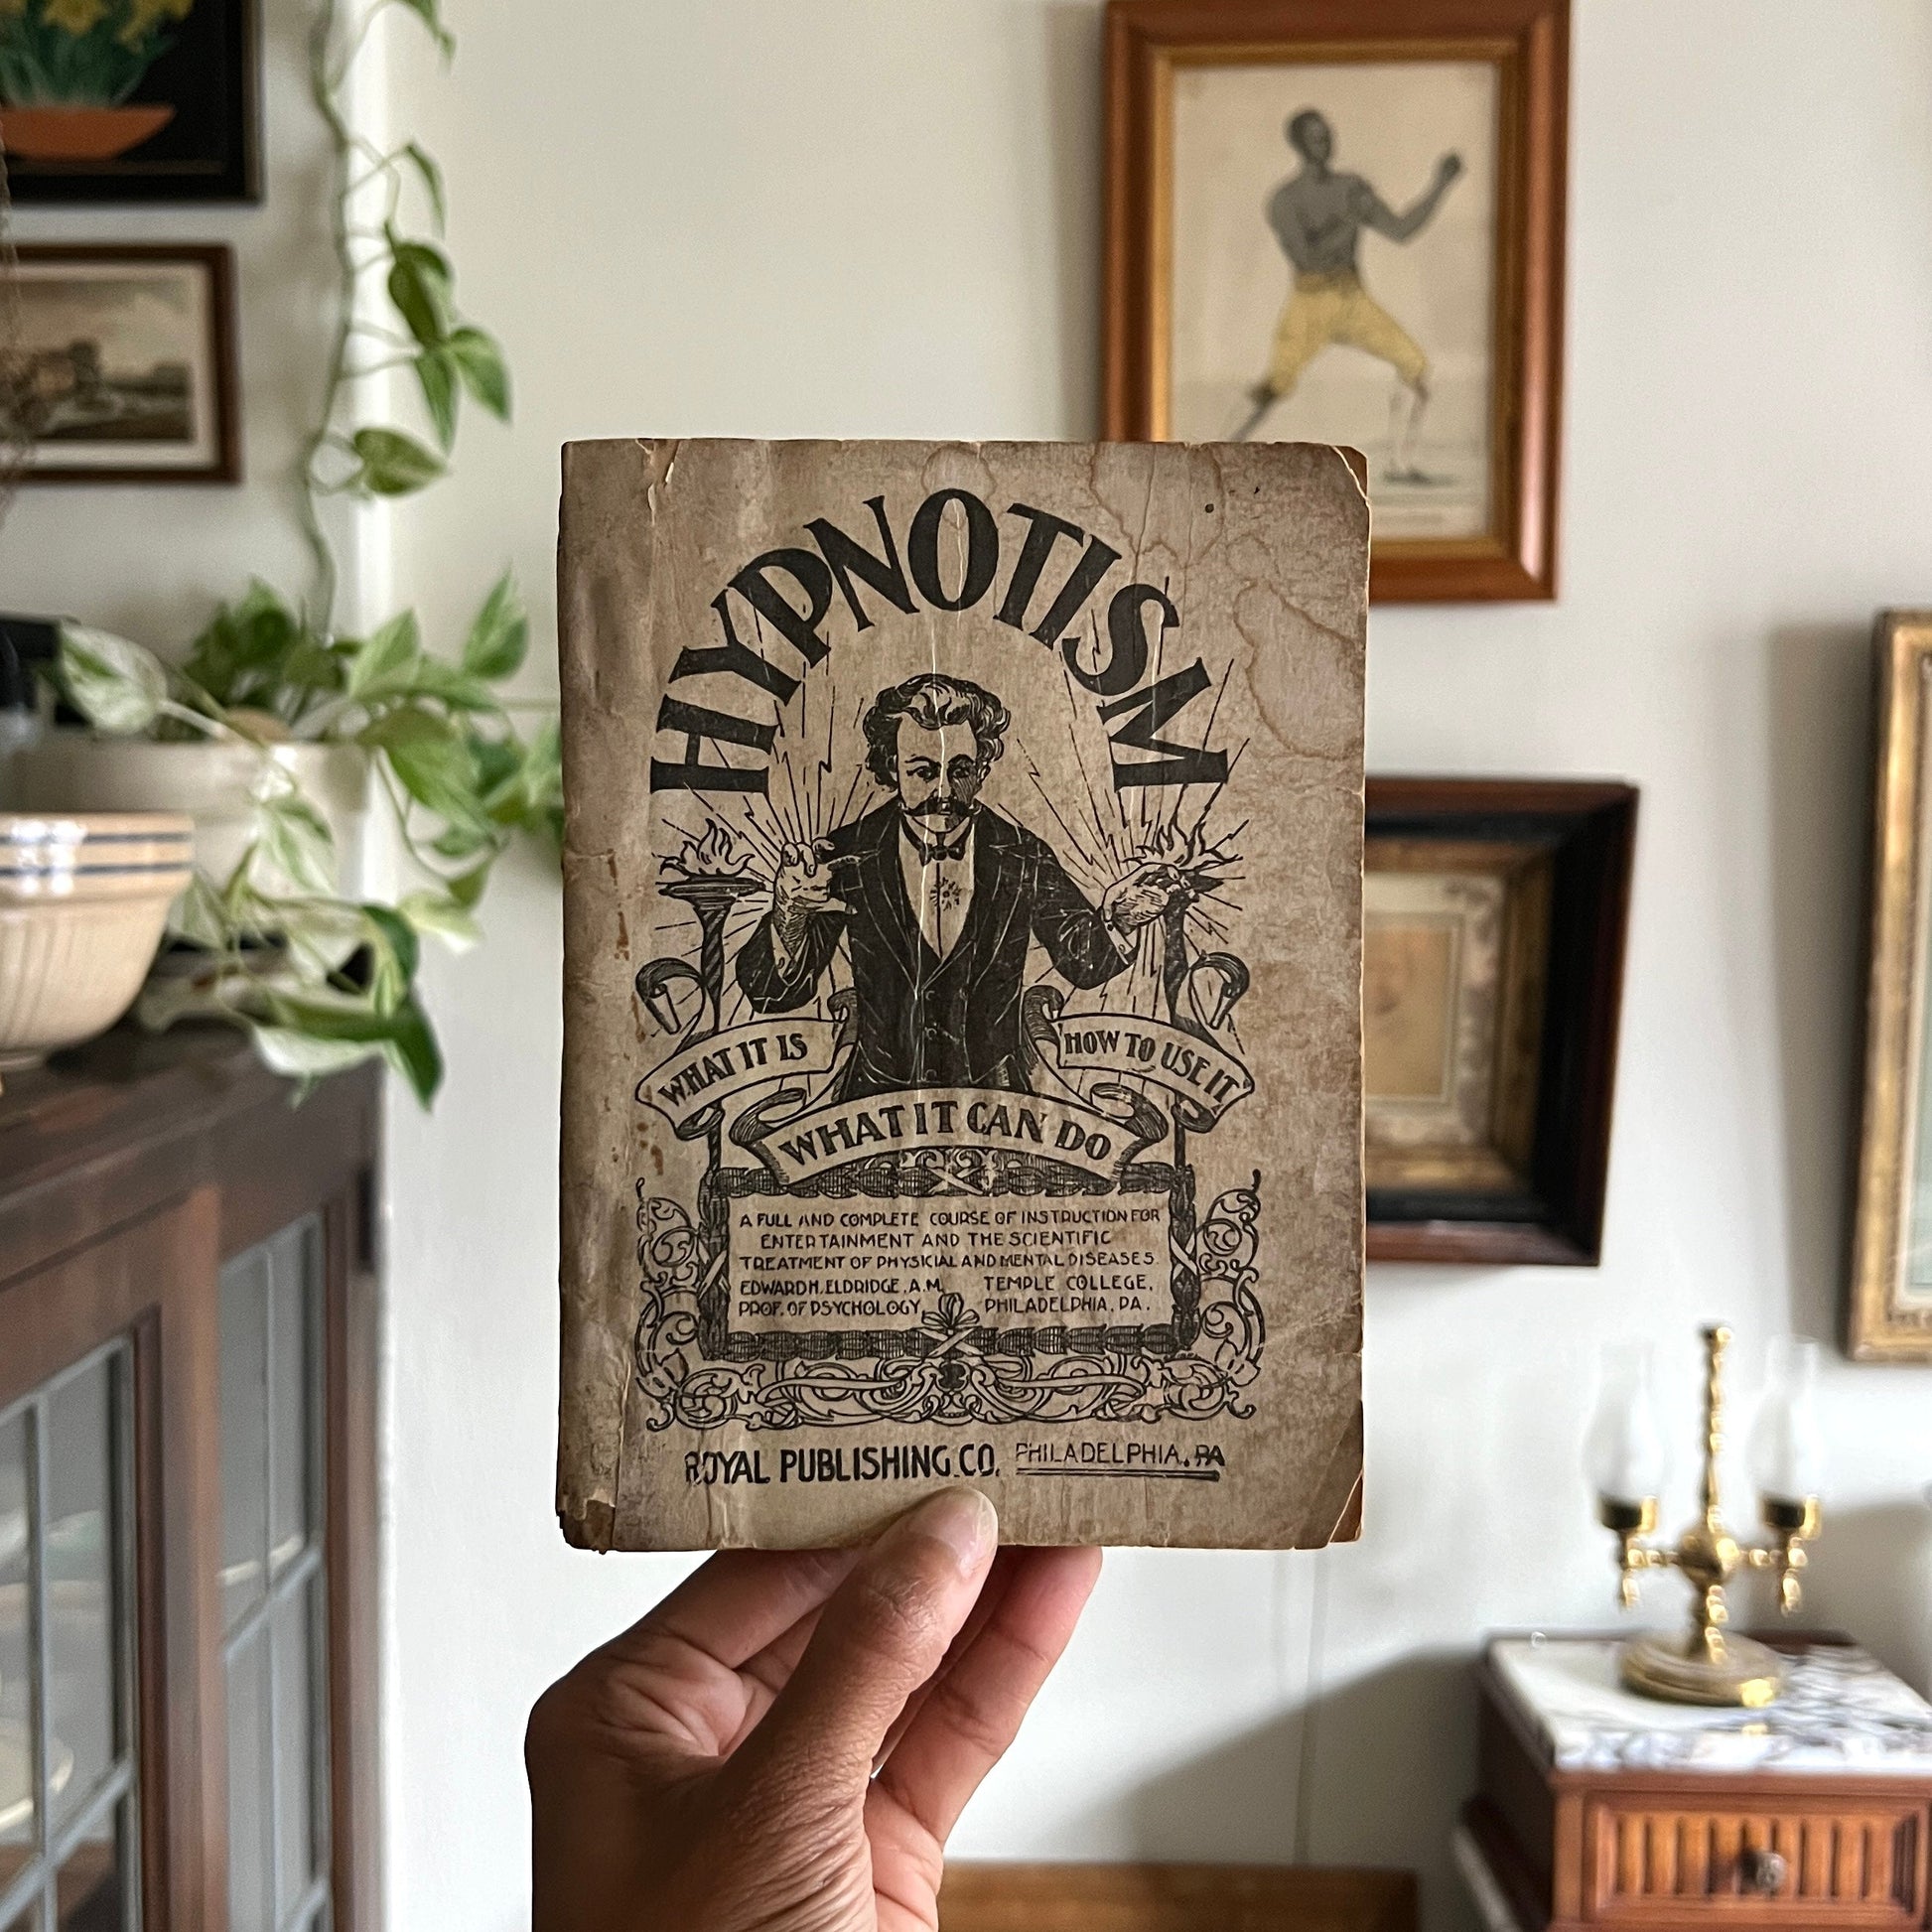 HYPNOTISM
WHAT IT IS
HOW TO USE IT
WHAT IT CAN DO
A FULL AND COMPLETE COURSE OF INSTRUCTION FOR
ENTERTAINMENT AND THE SCIENTIFIC
TREATMENT OF PHYSICIAL AND MENTAL DISEASES.
EDWARD H. ELDRIDGE, A.M. TEMPLE COLLEGE,
PROF. OF PSYCHOLOGY, PHILADELPHIA, PA.
ROYAL PUBLISHING CO. PHILADELPHIA, PA